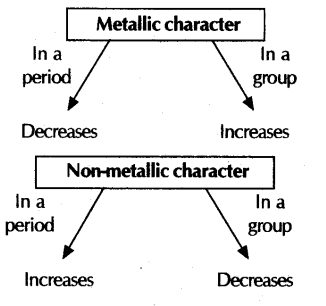 Metallic character
In a
period
In a
group
Decreases
Increases
Non-metallic character
In a
period
In a
group
Increases
Decreases